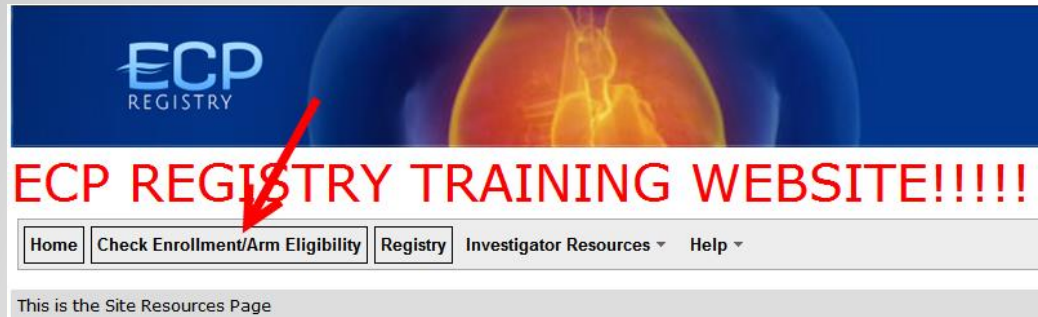 ECP
REGISTRY
ECP REGISTRY TRAINING WEBSITE!!!!!
Home Check Enrollment/Arm Eligibility Registry Investigator Resources Help
This is the Site Resources Page